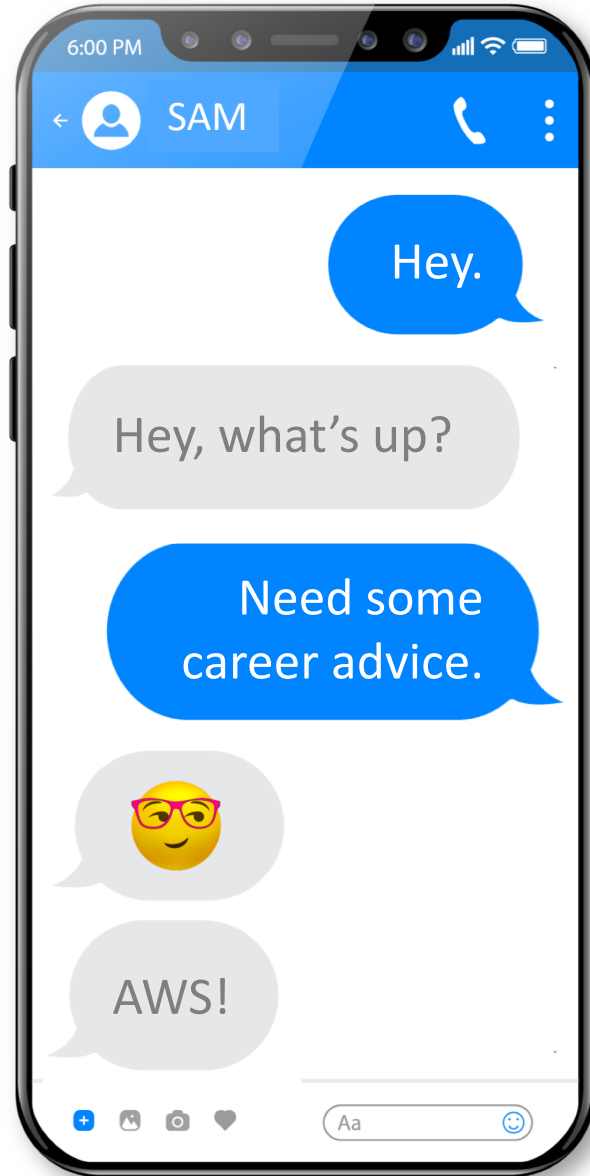 6:00 PM
SAM
Hey.
Hey, what’s up?
Need some
career advice.
AWS!
Aa